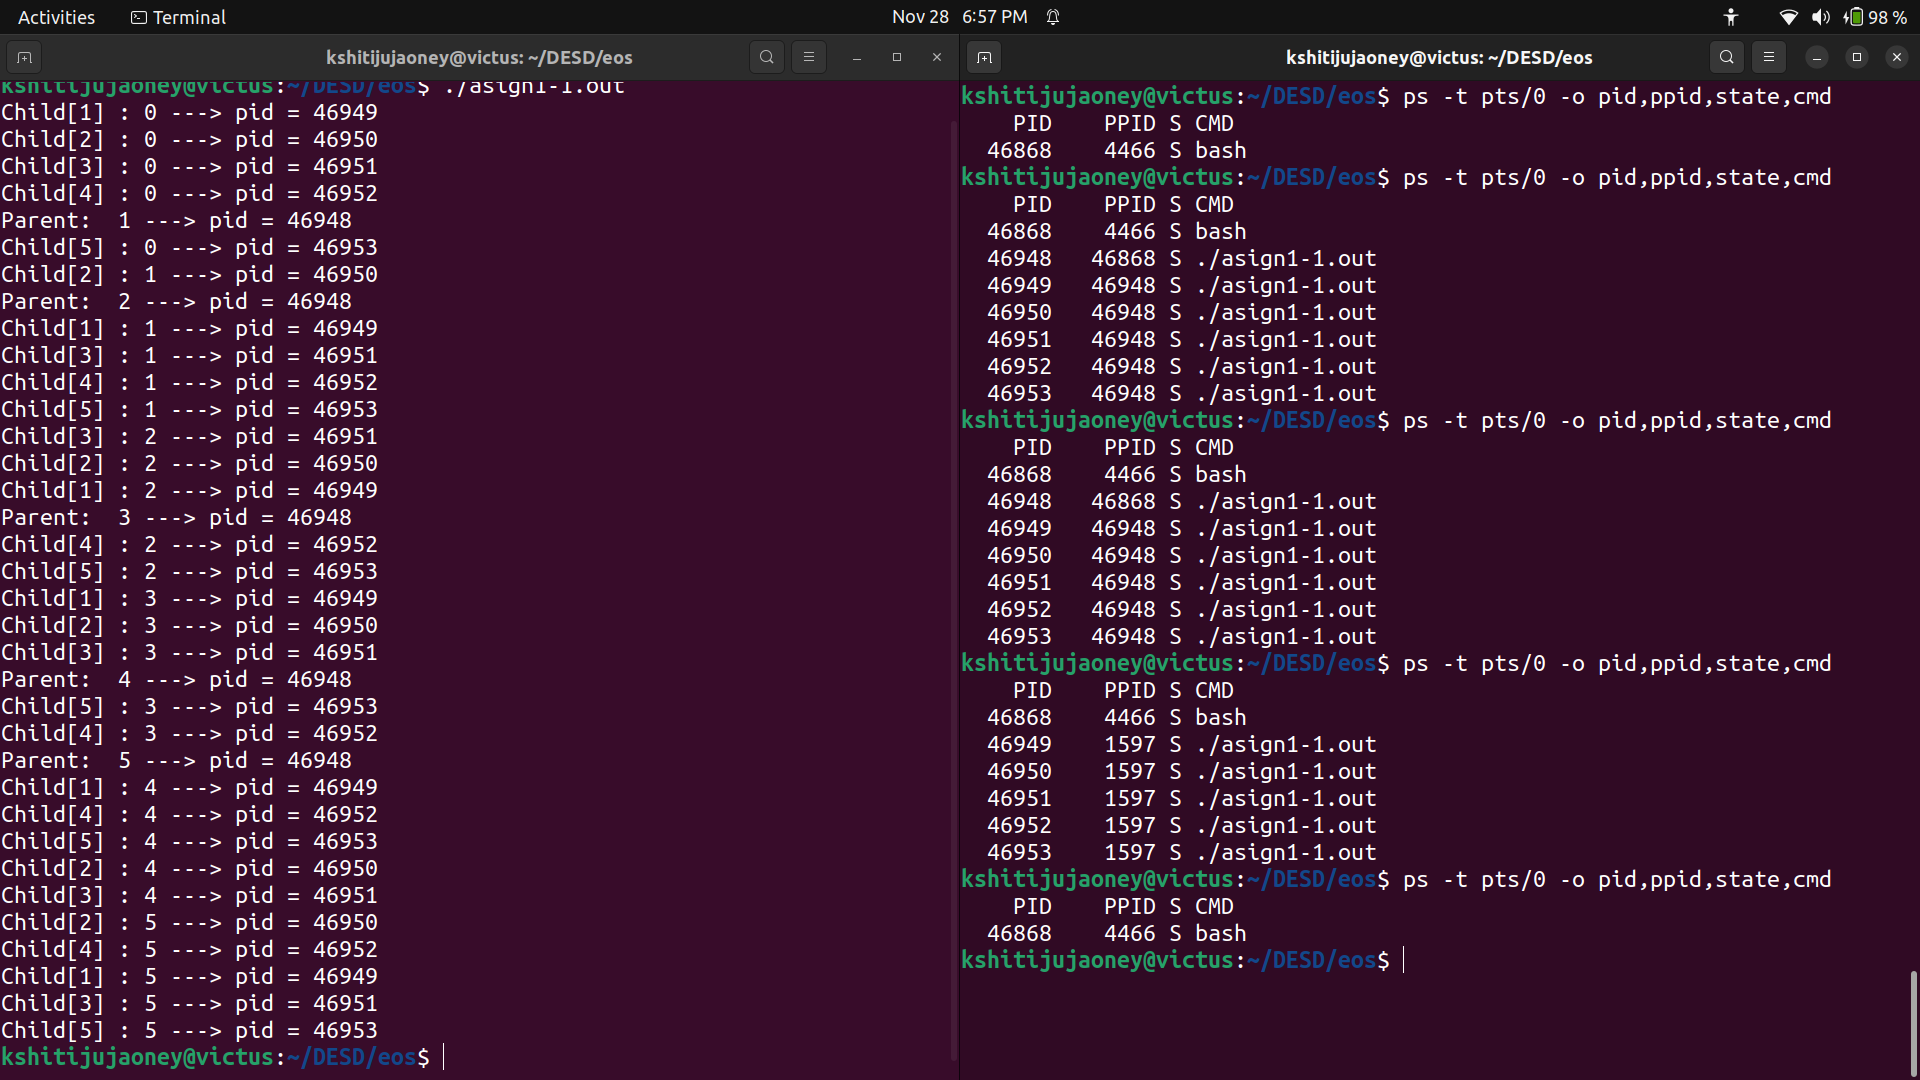 Activities Terminal Nov 28 6:57 PM 98 %
kshitijujaoney@victus: ~/DESD/eos
kshitijujaoney@victus:~/DESD/eos$ ./asign1-1.out
Child[1] : 0 ---> pid = 46949
Child[2] : 0 ---> pid = 46950
Child[3] : 0 ---> pid = 46951
Child[4] : 0 ---> pid = 46952
Parent:  1 ---> pid = 46948
Child[5] : 0 ---> pid = 46953
Child[2] : 1 ---> pid = 46950
Parent:  2 ---> pid = 46948
Child[1] : 1 ---> pid = 46949
Child[3] : 1 ---> pid = 46951
Child[4] : 1 ---> pid = 46952
Child[5] : 1 ---> pid = 46953
Child[3] : 2 ---> pid = 46951
Child[2] : 2 ---> pid = 46950
Child[1] : 2 ---> pid = 46949
Parent:  3 ---> pid = 46948
Child[4] : 2 ---> pid = 46952
Child[5] : 2 ---> pid = 46953
Child[1] : 3 ---> pid = 46949
Child[2] : 3 ---> pid = 46950
Child[3] : 3 ---> pid = 46951
Parent:  4 ---> pid = 46948
Child[5] : 3 ---> pid = 46953
Child[4] : 3 ---> pid = 46952
Parent:  5 ---> pid = 46948
Child[1] : 4 ---> pid = 46949
Child[4] : 4 ---> pid = 46952
Child[5] : 4 ---> pid = 46953
Child[2] : 4 ---> pid = 46950
Child[3] : 4 ---> pid = 46951
Child[2] : 5 ---> pid = 46950
Child[4] : 5 ---> pid = 46952
Child[1] : 5 ---> pid = 46949
Child[3] : 5 ---> pid = 46951
Child[5] : 5 ---> pid = 46953
kshitijujaoney@victus:~/DESD/eos$
kshitijujaoney@victus: ~/DESD/eos
kshitijujaoney@victus:~/DESD/eos$ ps -t pts/0 -o pid,ppid,state,cmd
    PID    PPID S CMD
  46868    4466 S bash
kshitijujaoney@victus:~/DESD/eos$ ps -t pts/0 -o pid,ppid,state,cmd
    PID    PPID S CMD
  46868    4466 S bash
  46948   46868 S ./asign1-1.out
  46949   46948 S ./asign1-1.out
  46950   46948 S ./asign1-1.out
  46951   46948 S ./asign1-1.out
  46952   46948 S ./asign1-1.out
  46953   46948 S ./asign1-1.out
kshitijujaoney@victus:~/DESD/eos$ ps -t pts/0 -o pid,ppid,state,cmd
    PID    PPID S CMD
  46868    4466 S bash
  46948   46868 S ./asign1-1.out
  46949   46948 S ./asign1-1.out
  46950   46948 S ./asign1-1.out
  46951   46948 S ./asign1-1.out
  46952   46948 S ./asign1-1.out
  46953   46948 S ./asign1-1.out
kshitijujaoney@victus:~/DESD/eos$ ps -t pts/0 -o pid,ppid,state,cmd
    PID    PPID S CMD
  46868    4466 S bash
  46949    1597 S ./asign1-1.out
  46950    1597 S ./asign1-1.out
  46951    1597 S ./asign1-1.out
  46952    1597 S ./asign1-1.out
  46953    1597 S ./asign1-1.out
kshitijujaoney@victus:~/DESD/eos$ ps -t pts/0 -o pid,ppid,state,cmd
    PID    PPID S CMD
  46868    4466 S bash
kshitijujaoney@victus:~/DESD/eos$